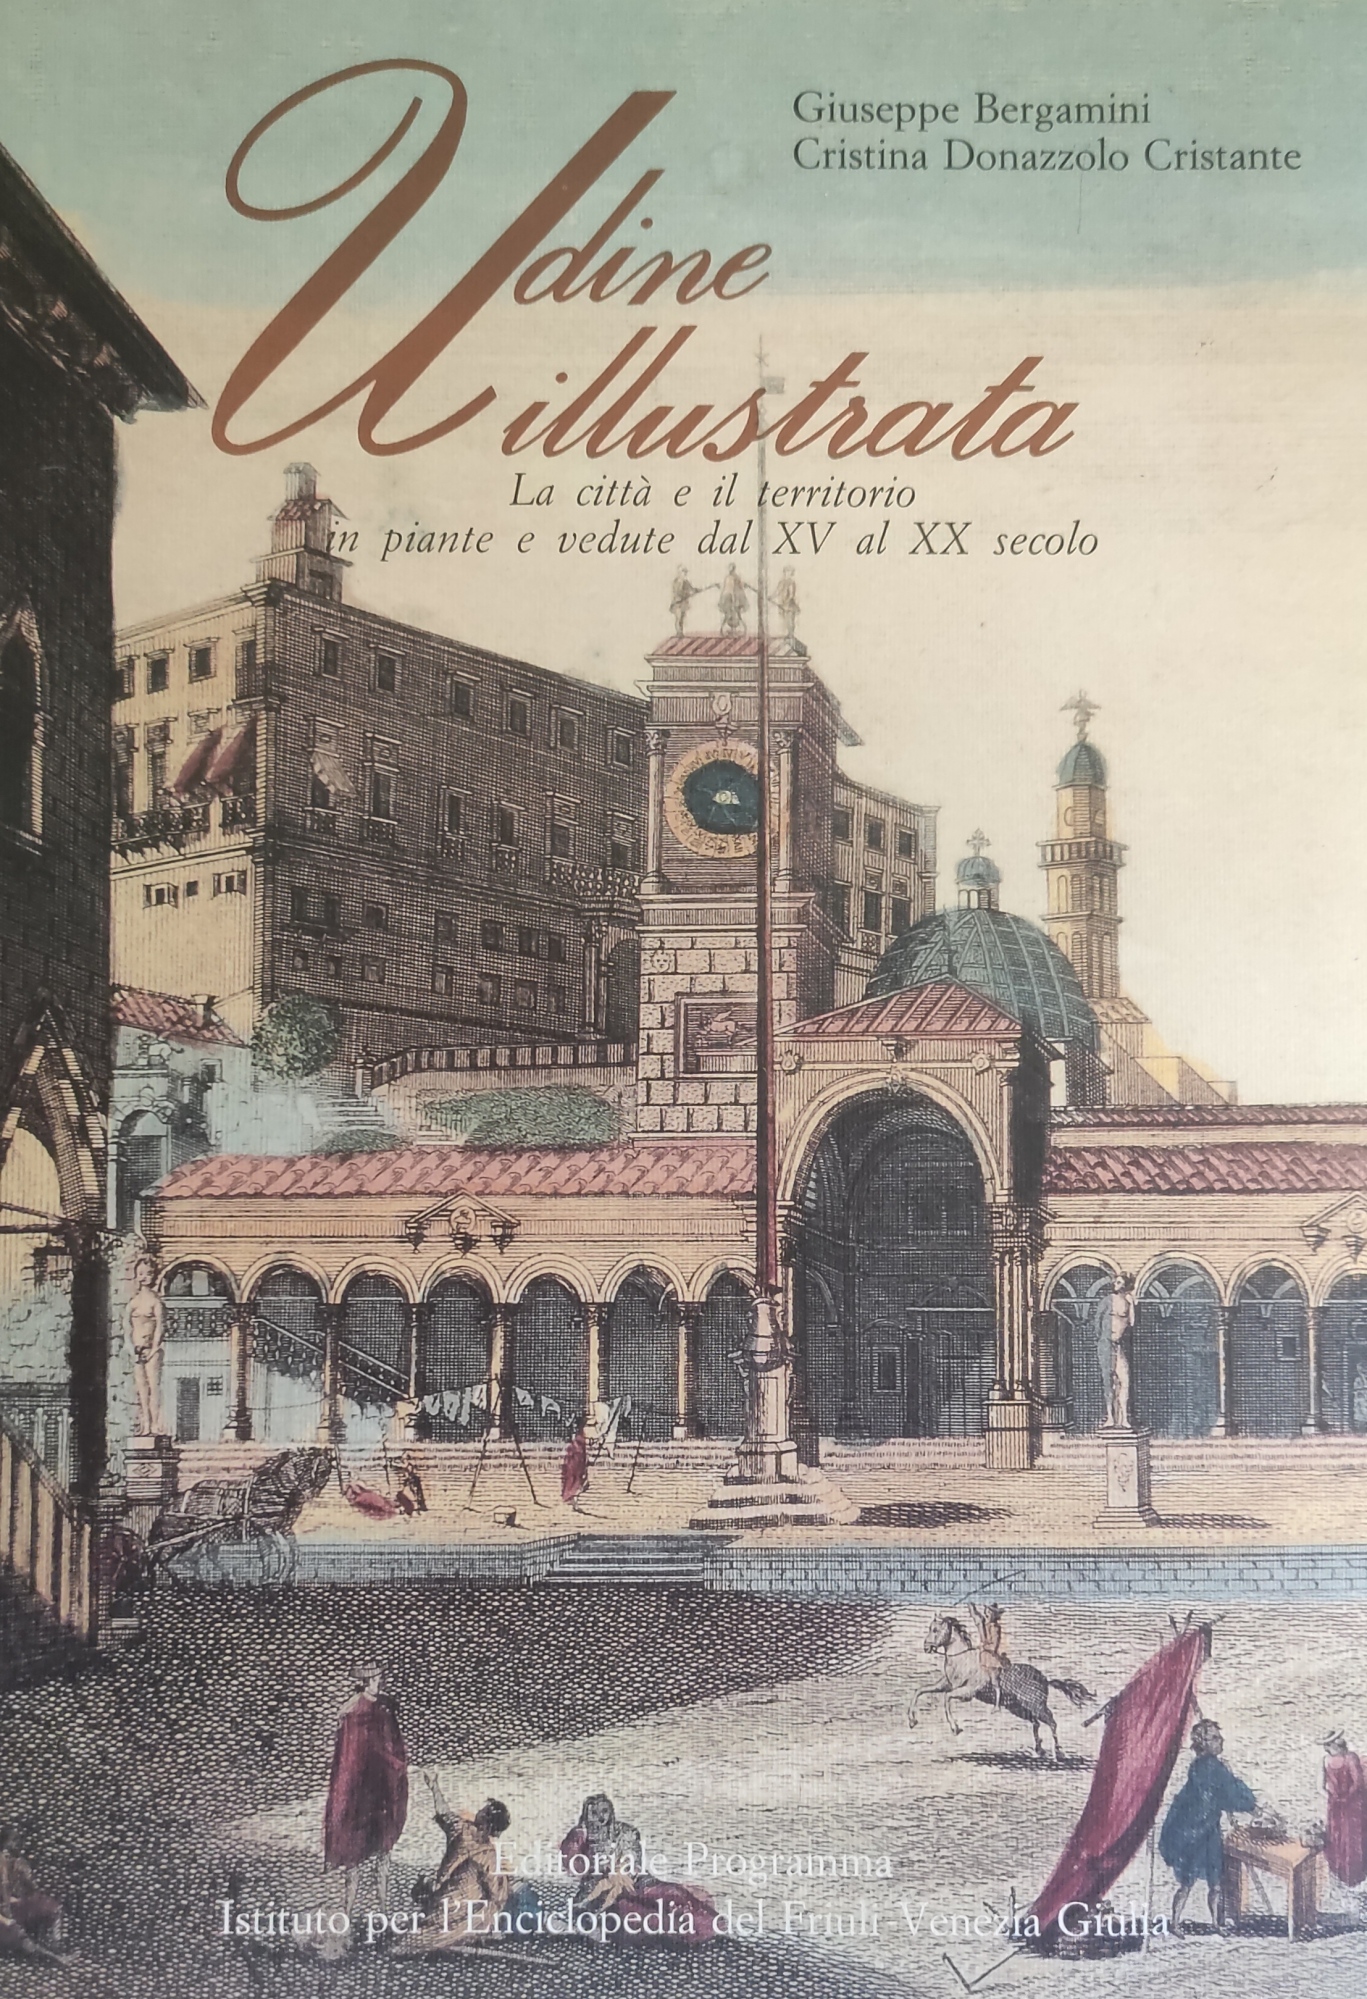 Giuseppe Bergamini
Cristina Donazzolo Cristante
Udine
illustrata
La città e il territorio
in piante e vedute dal XV al XX secolo
Editoriale Programma
Istituto per l'Enciclopedia del Friuli-Venezia Giulia